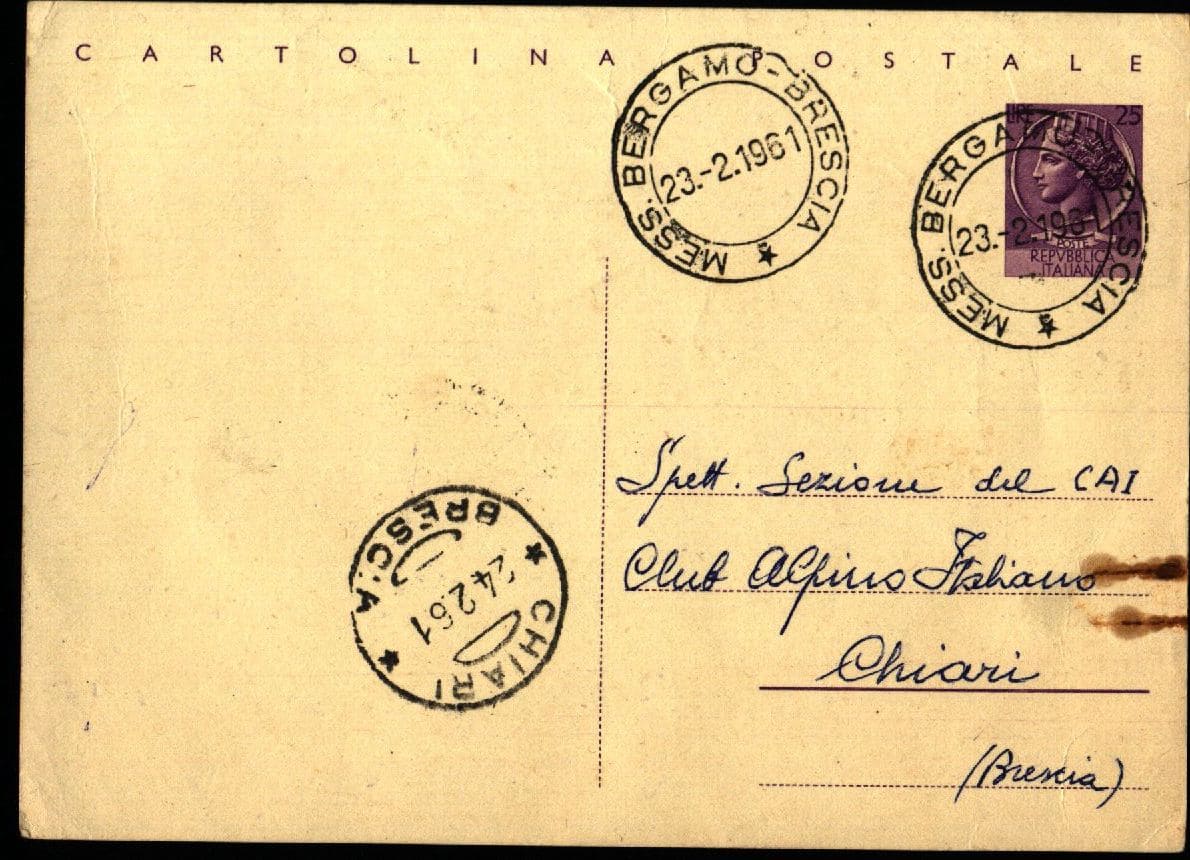 CARTOLINA POSTALE
MESS. BERGAMO-BRESCIA
23.-2.1961
LIRE 25
POSTE
REPVBBLICA
ITALIANA
MESS. BERGAMO-BRESCIA
23.-2.1961
Spett. Sezione del CAI
Club Alpino Italiano
Chiari
(Brescia)
CHIARI
24.2.61
BRESCIA